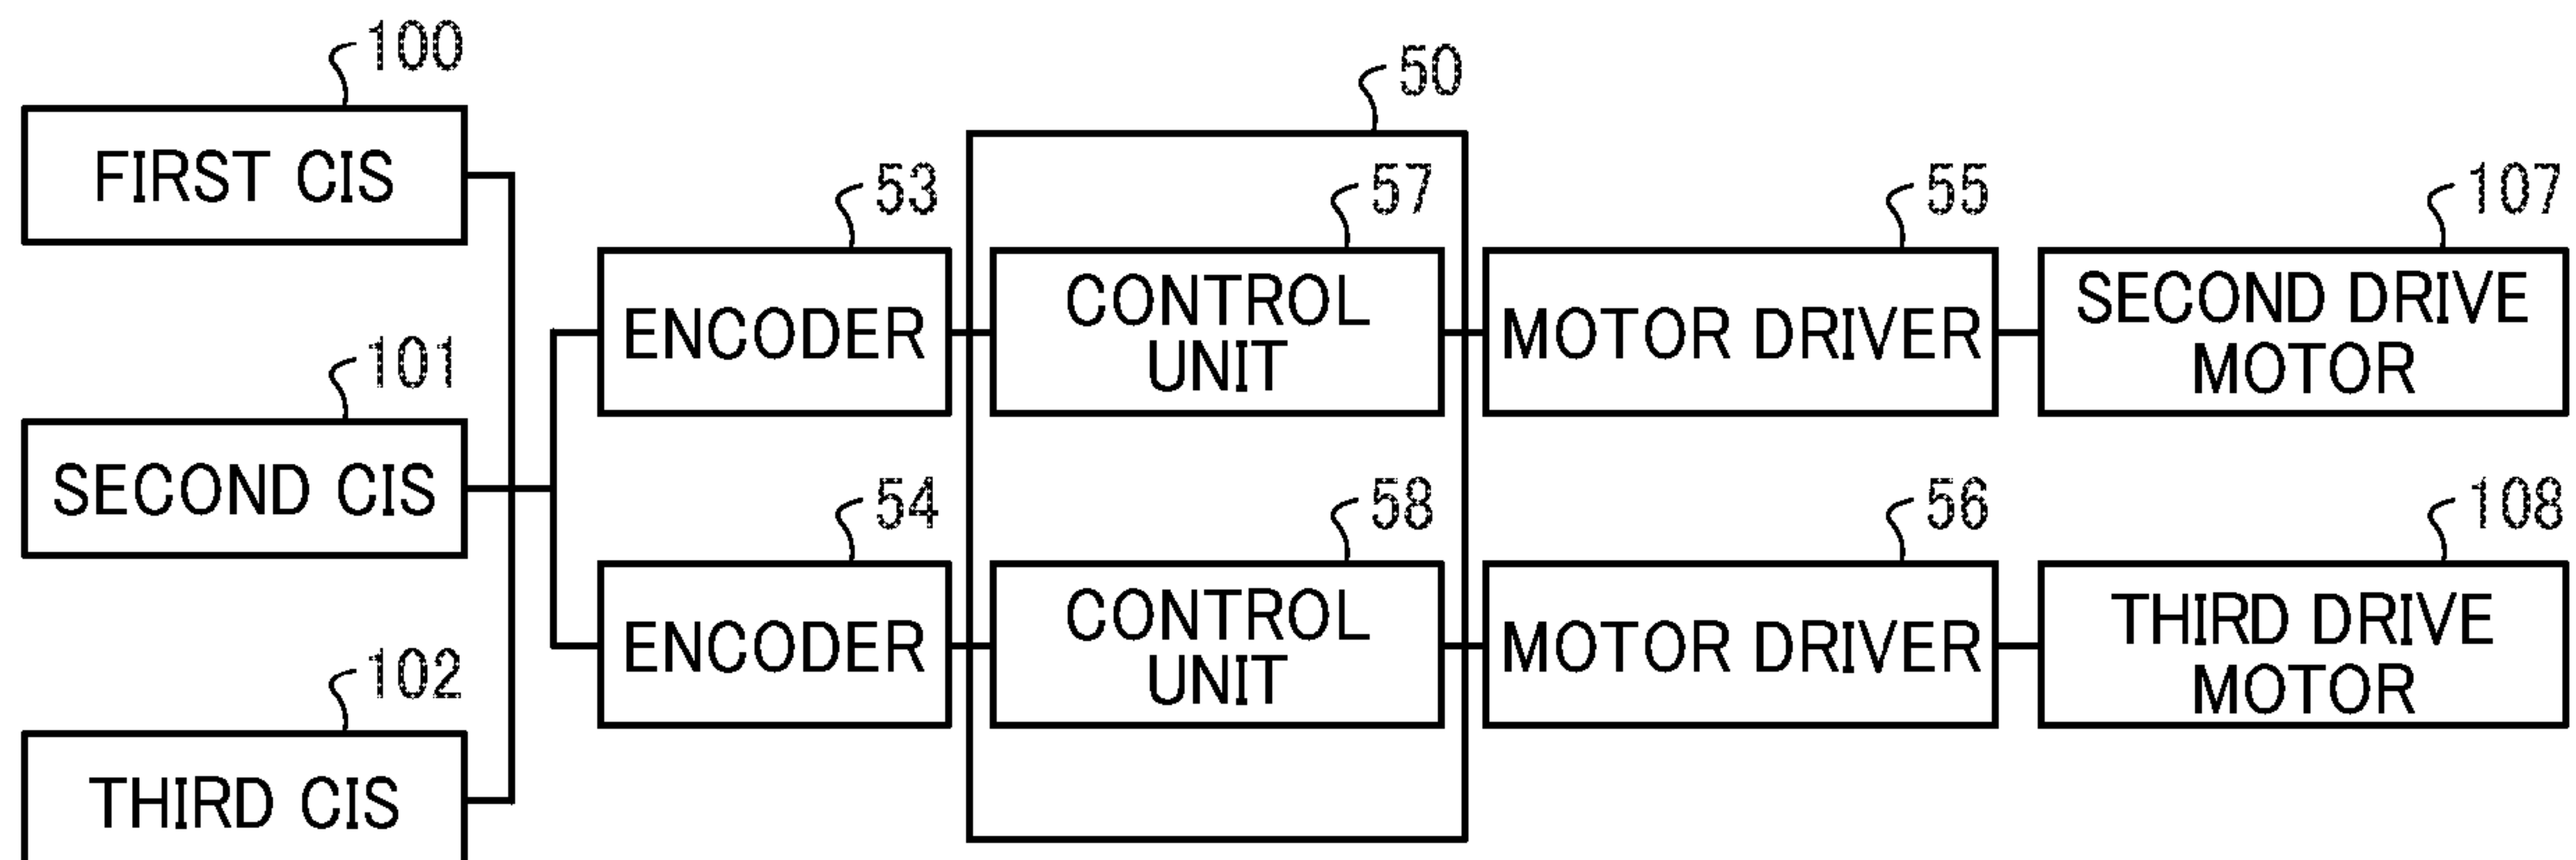 100
FIRST CIS
50
53
57
55
107
ENCODER
CONTROL
UNIT
MOTOR DRIVER
SECOND DRIVE
MOTOR
101
SECOND CIS
54
58
56
108
ENCODER
CONTROL
UNIT
MOTOR DRIVER
THIRD DRIVE
MOTOR
102
THIRD CIS